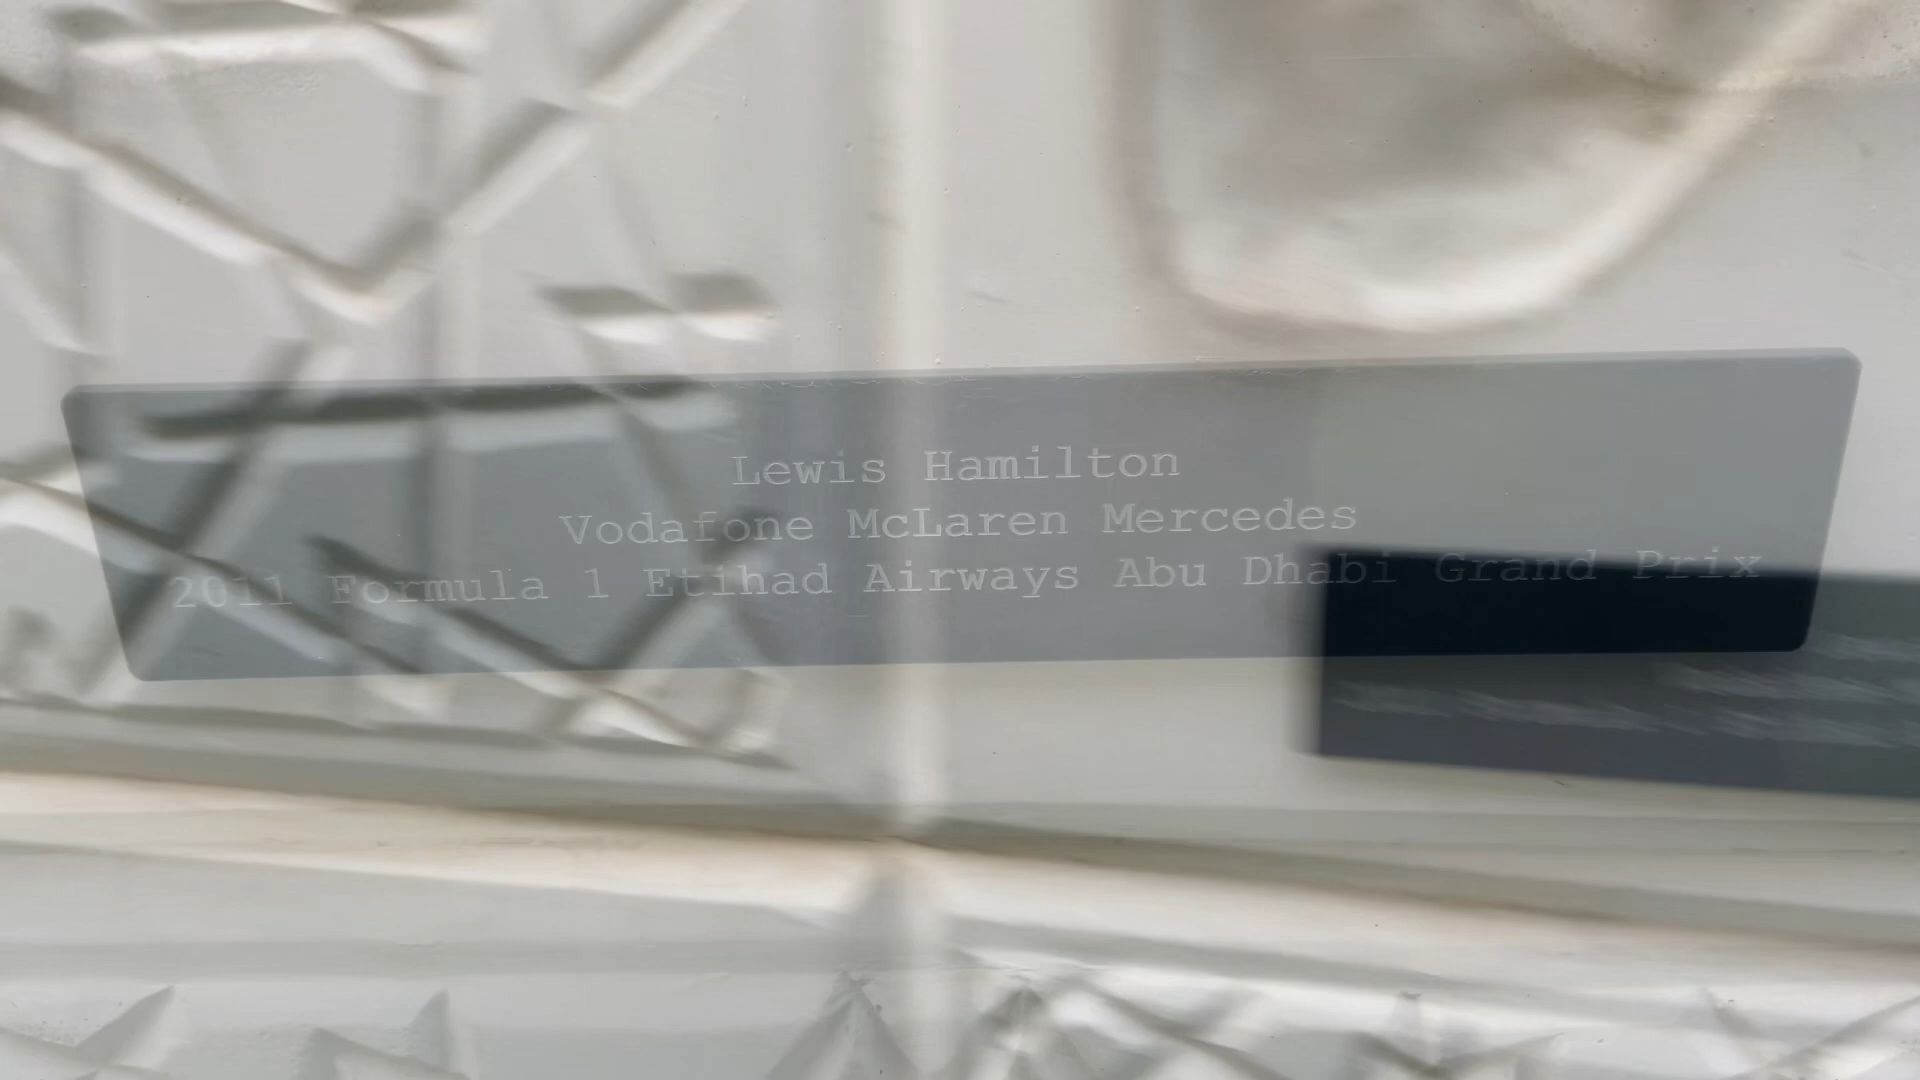 Lewis Hamilton
Vodafone McLaren Mercedes
2011 Formula 1 Etihad Airways Abu Dhabi Grand Prix